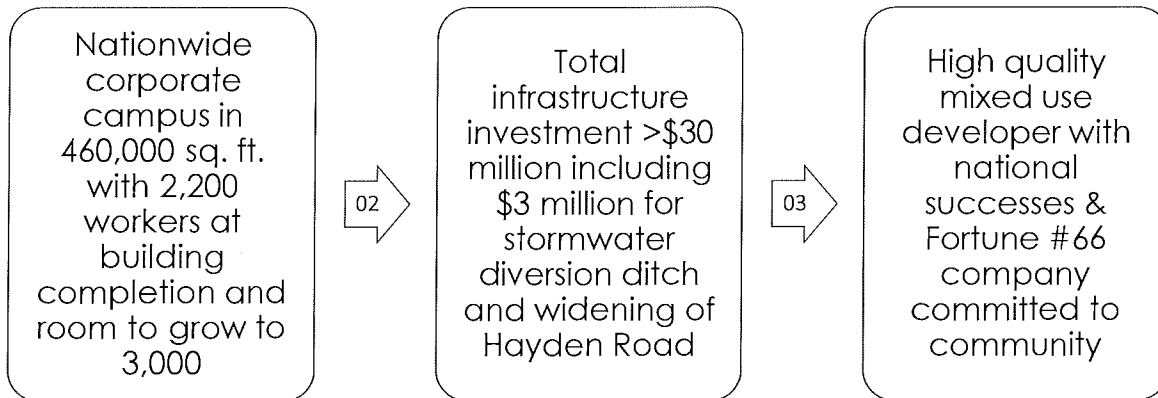 Nationwide
corporate
campus in
460,000 sq. ft.
with 2,200
workers at
building
completion and
room to grow to
3,000
02
Total
infrastructure
investment >$30
million including
$3 million for
stormwater
diversion ditch
and widening of
Hayden Road
03
High quality
mixed use
developer with
national
successes &
Fortune #66
company
committed to
community